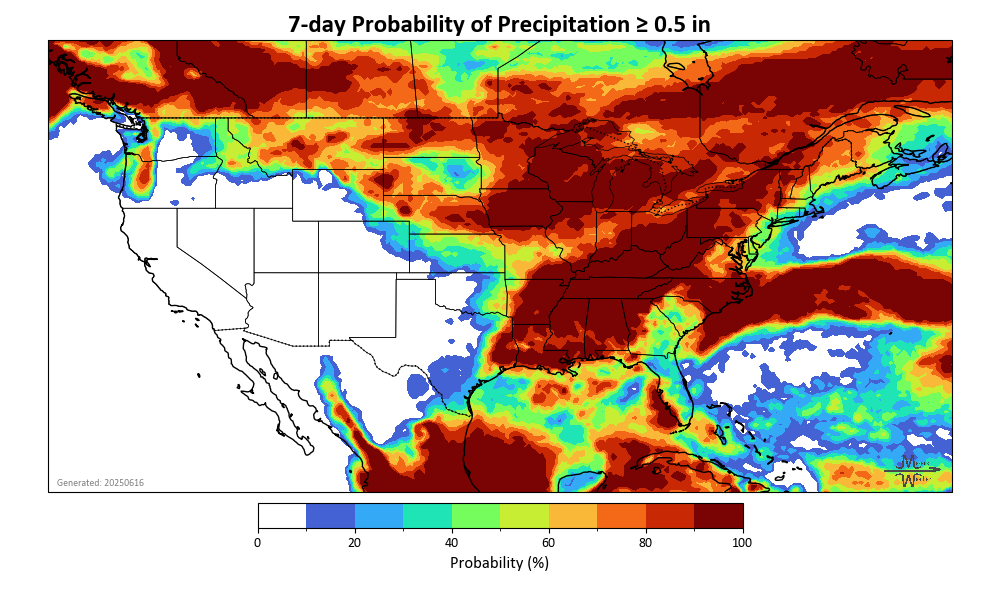 7-day Probability of Precipitation ≥ 0.5 in
Generated: 20250616
0 20 40 60 80 100
Probability (%)